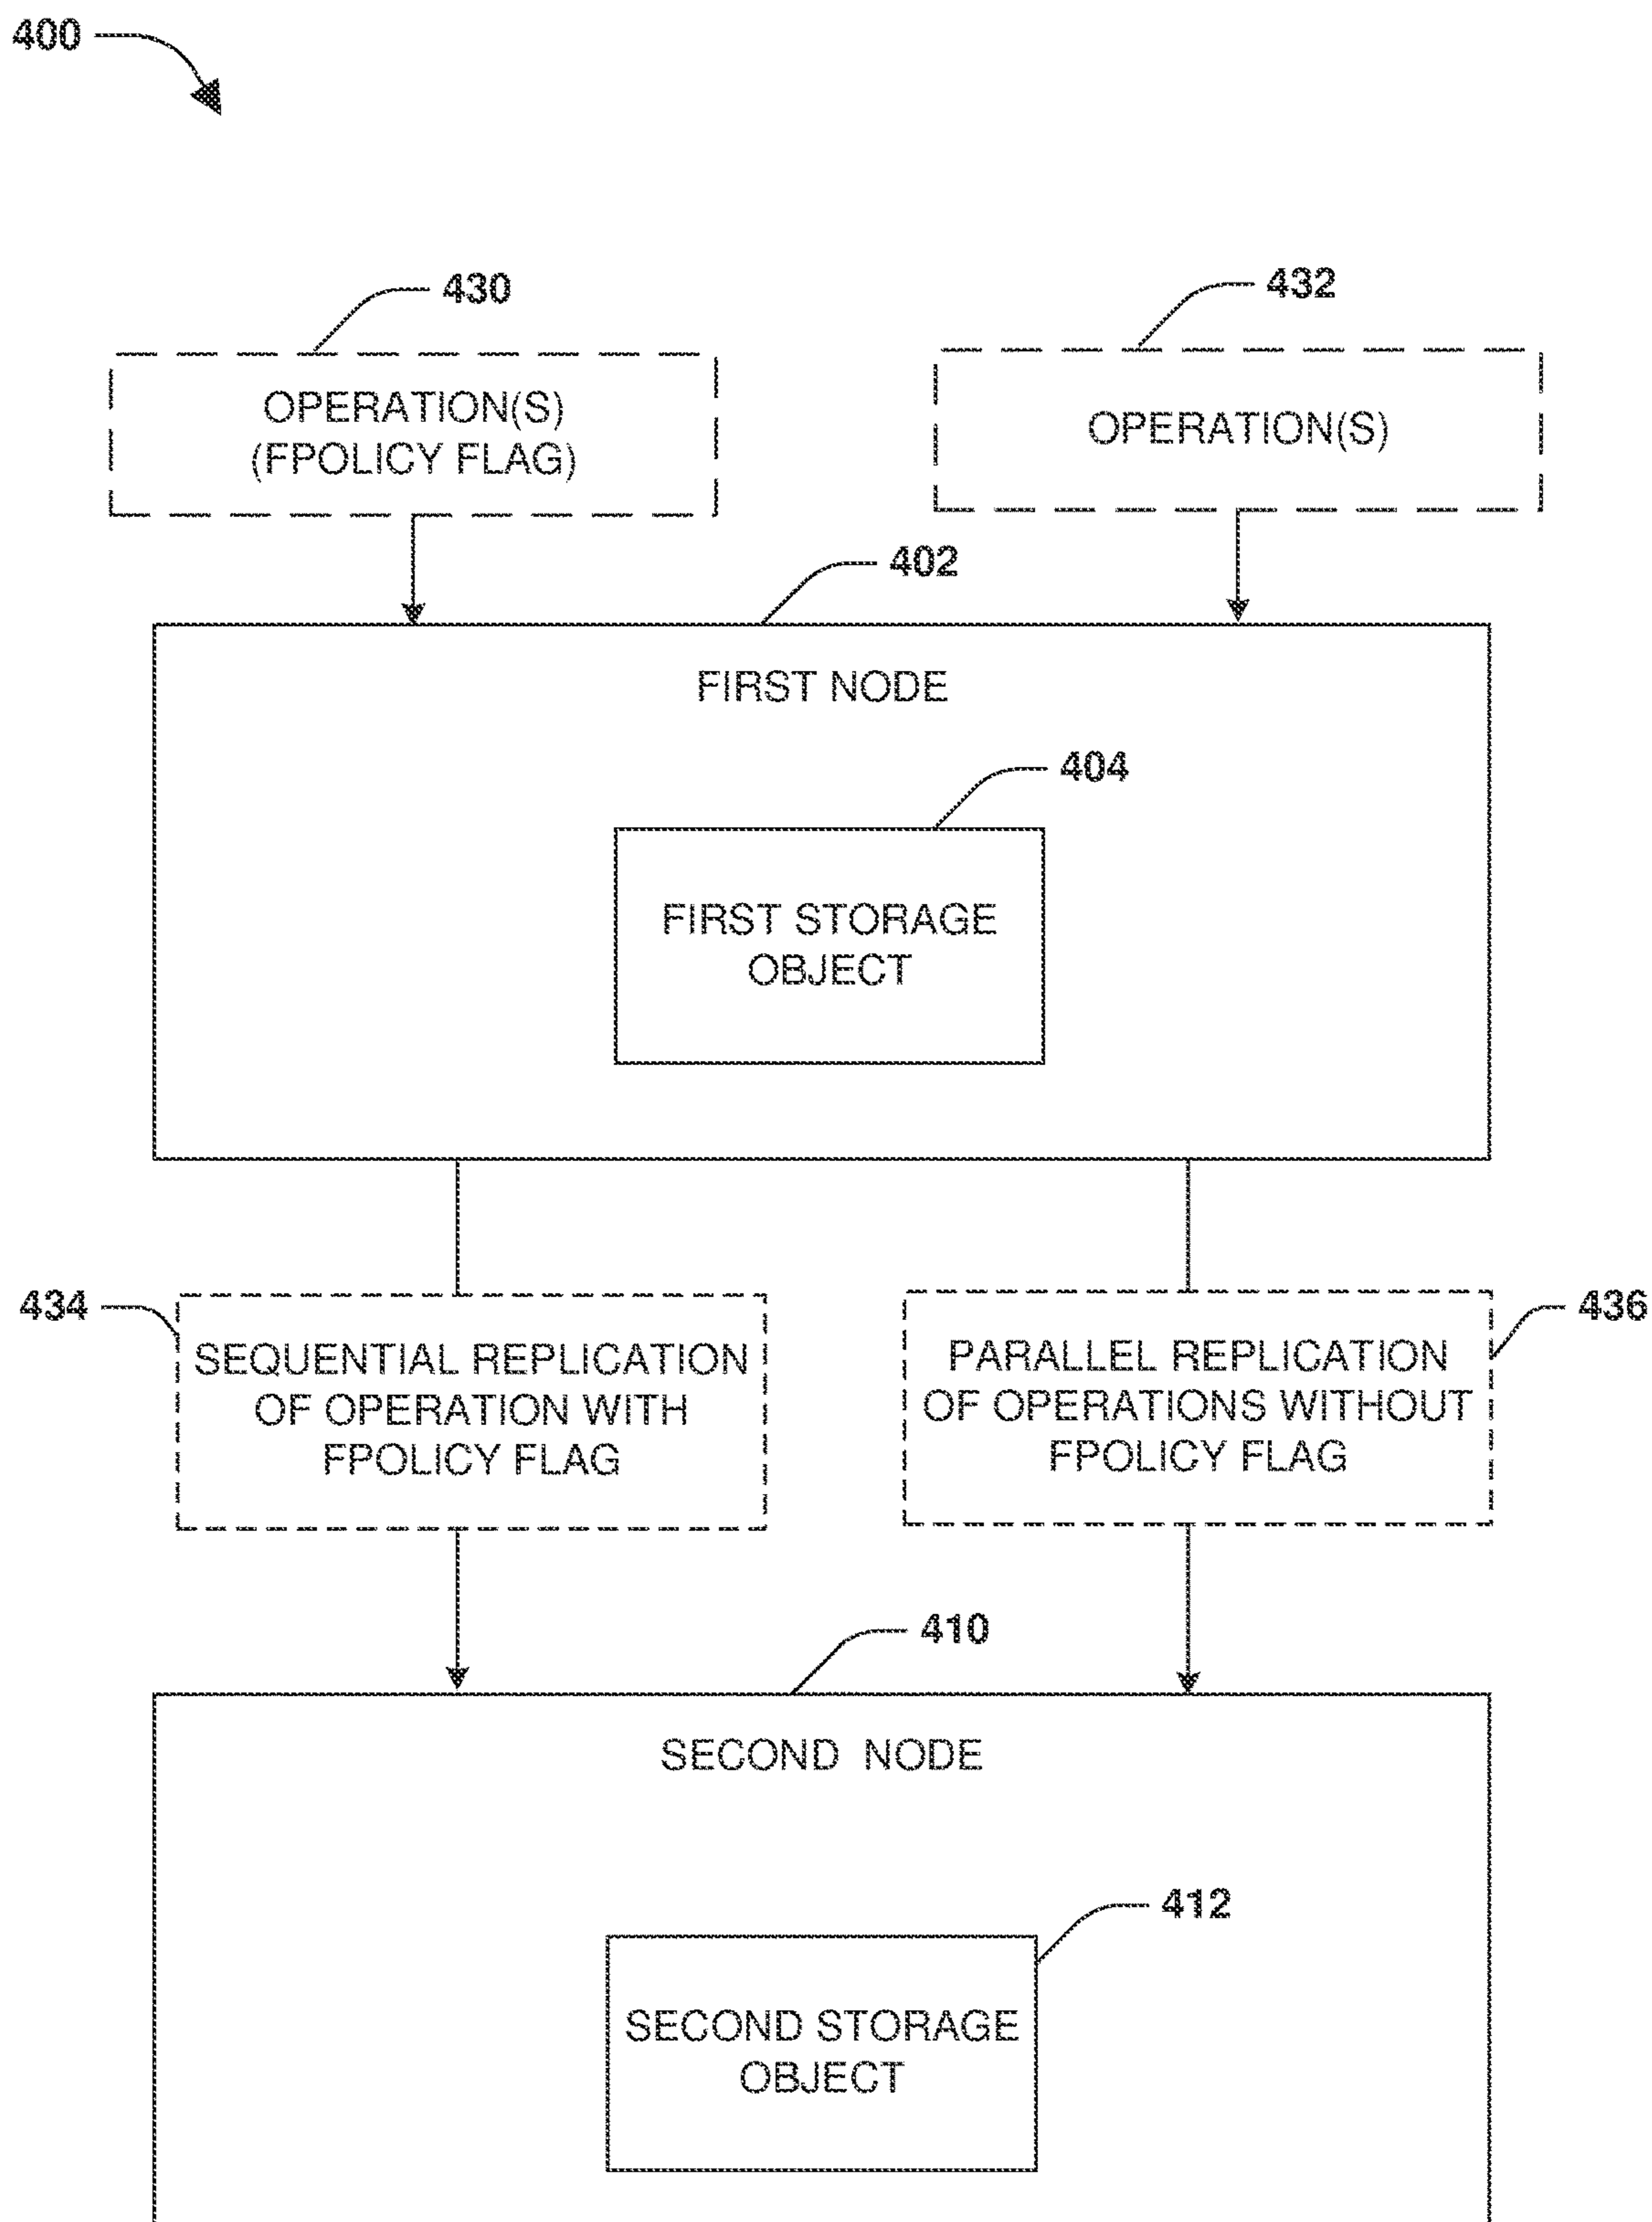 400
430
432
OPERATION(S)
(FPOLICY FLAG)
OPERATION(S)
402
FIRST NODE
404
FIRST STORAGE
OBJECT
434
SEQUENTIAL REPLICATION
OF OPERATION WITH
FPOLICY FLAG
PARALLEL REPLICATION
OF OPERATIONS WITHOUT
FPOLICY FLAG
436
410
SECOND NODE
412
SECOND STORAGE
OBJECT